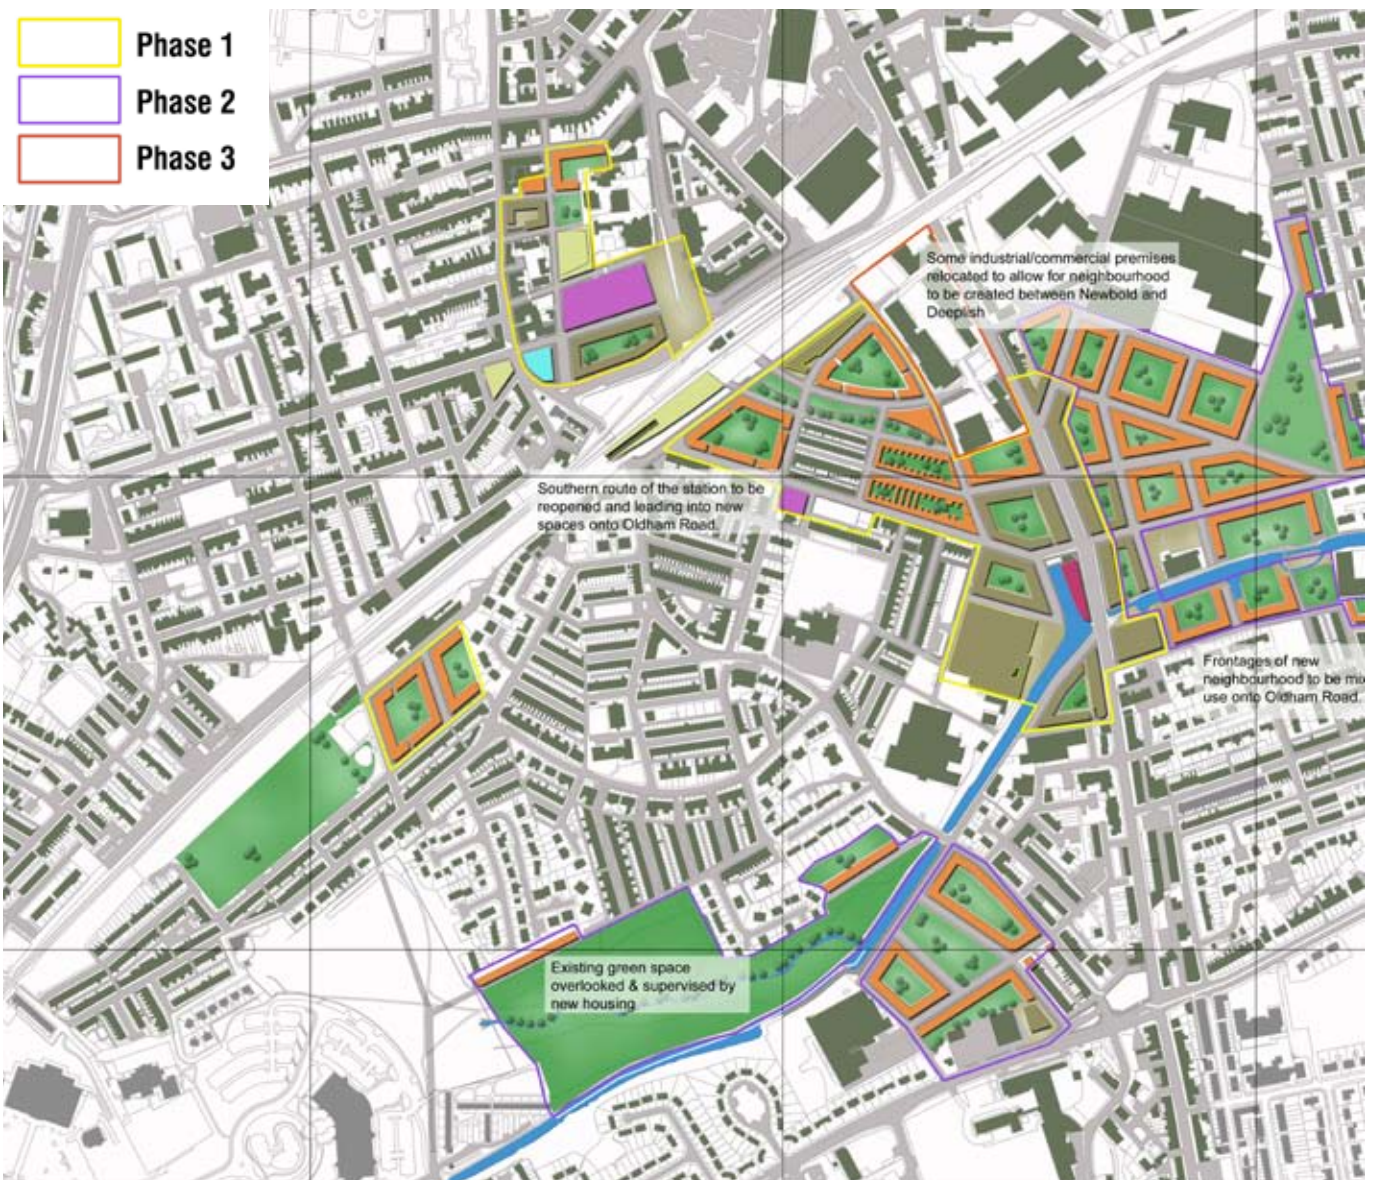 Phase 1
Phase 2
Phase 3
Some industrial/commercial premises
relocated to allow for neighbourhood
to be created between Newbold and
Deeplish
Southern route of the station to be
reopened and leading into new
spaces onto Oldham Road.
Frontages of new
neighbourhood to be mix
use onto Oldham Road.
Existing green space
overlooked & supervised by
new housing